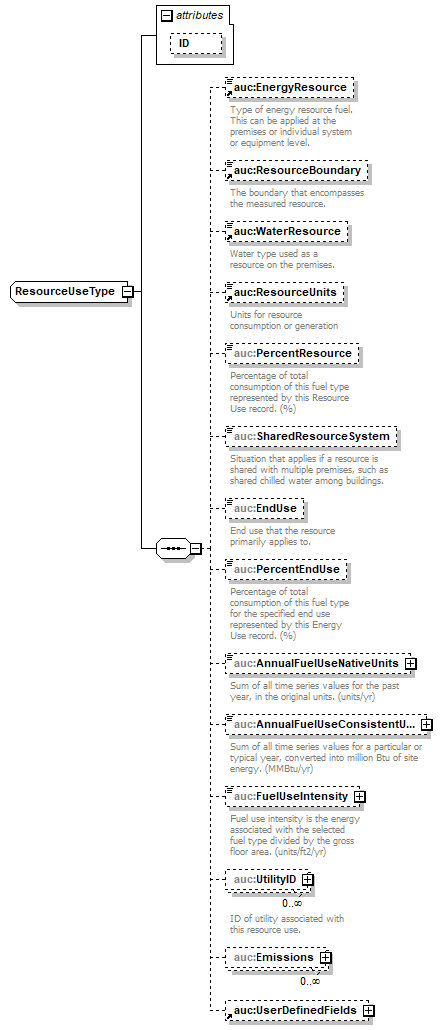 attributes
ID
auc:EnergyResource
Type of energy resource fuel.
This can be applied at the
premises or individual system
or equipment level.
auc:ResourceBoundary
The boundary that encompasses
the measured resource.
auc:WaterResource
Water type used as a
resource on the premises.
auc:ResourceUnits
Units for resource
consumption or generation
ResourceUseType
auc:PercentResource
Percentage of total
consumption of this fuel type
represented by this Resource
Use record. (%)
auc:SharedResourceSystem
Situation that applies if a resource is
shared with multiple premises, such as
shared chilled water among buildings.
auc:EndUse
End use that the resource
primarily applies to.
auc:PercentEndUse
Percentage of total
consumption of this fuel type
for the specified end use
represented by this Energy
Use record. (%)
auc:AnnualFuelUseNativeUnits
Sum of all time series values for the past
year, in the original units. (units/yr)
auc:AnnualFuelUseConsistentU...
Sum of all time series values for a particular or
typical year, converted into million Btu of site
energy. (MMBtu/yr)
auc:FuelUseIntensity
Fuel use intensity is the energy
associated with the selected
fuel type divided by the gross
floor area. (units/ft2/yr)
auc:UtilityID
0..∞
ID of utility associated with
this resource use.
auc:Emissions
0..∞
auc:UserDefinedFields